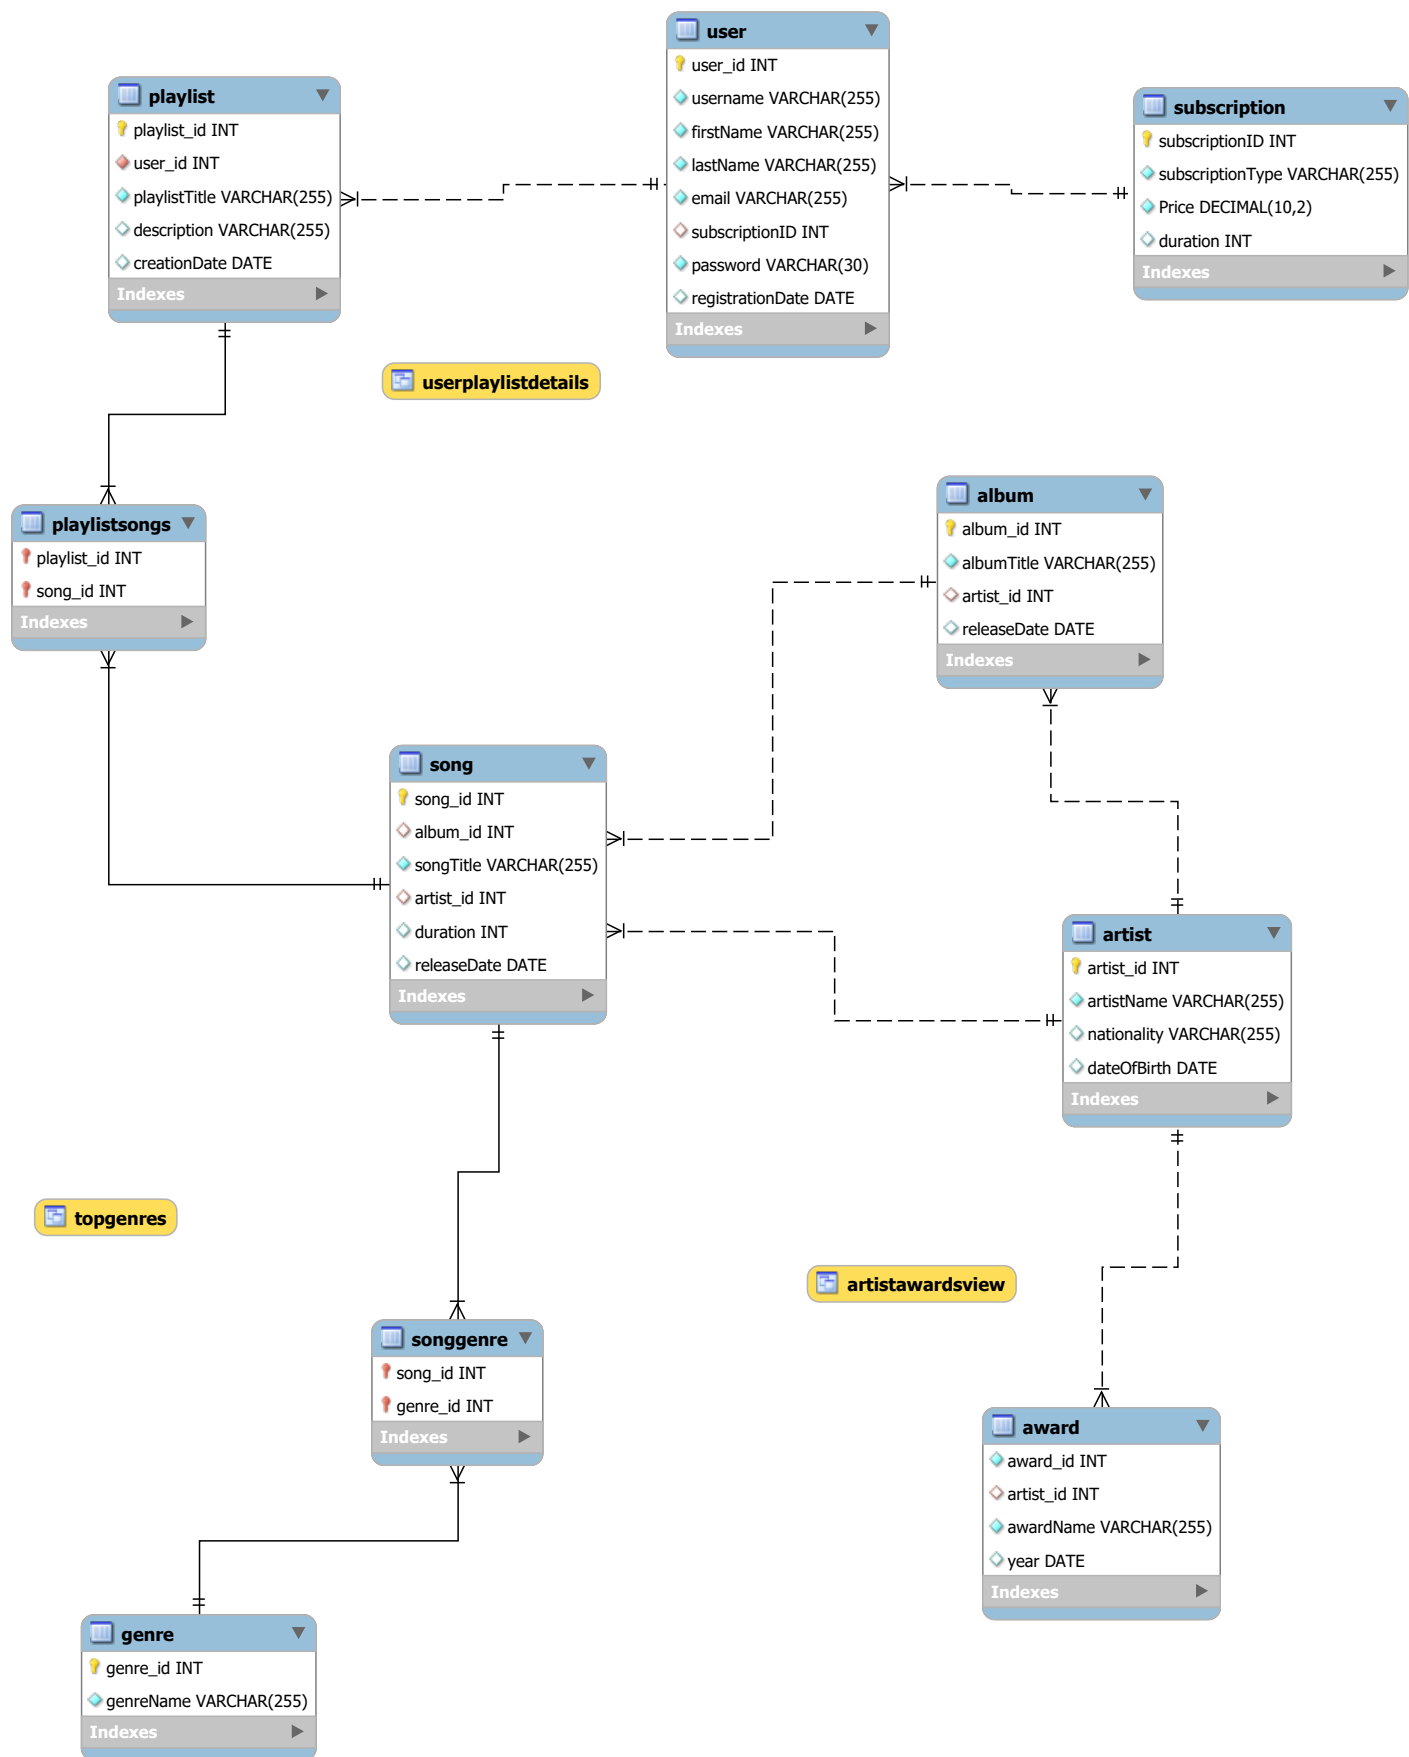 user
user_id INT
username VARCHAR(255)
firstName VARCHAR(255)
lastName VARCHAR(255)
email VARCHAR(255)
subscriptionID INT
password VARCHAR(30)
registrationDate DATE
Indexes
playlist
playlist_id INT
user_id INT
playlistTitle VARCHAR(255)
description VARCHAR(255)
creationDate DATE
Indexes
subscription
subscriptionID INT
subscriptionType VARCHAR(255)
Price DECIMAL(10,2)
duration INT
Indexes
userplaylistdetails
playlistsongs
playlist_id INT
song_id INT
Indexes
album
album_id INT
albumTitle VARCHAR(255)
artist_id INT
releaseDate DATE
Indexes
song
song_id INT
album_id INT
songTitle VARCHAR(255)
artist_id INT
duration INT
releaseDate DATE
Indexes
artist
artist_id INT
artistName VARCHAR(255)
nationality VARCHAR(255)
dateOfBirth DATE
Indexes
topgenres
artistawardsview
songgenre
song_id INT
genre_id INT
Indexes
award
award_id INT
artist_id INT
awardName VARCHAR(255)
year DATE
Indexes
genre
genre_id INT
genreName VARCHAR(255)
Indexes